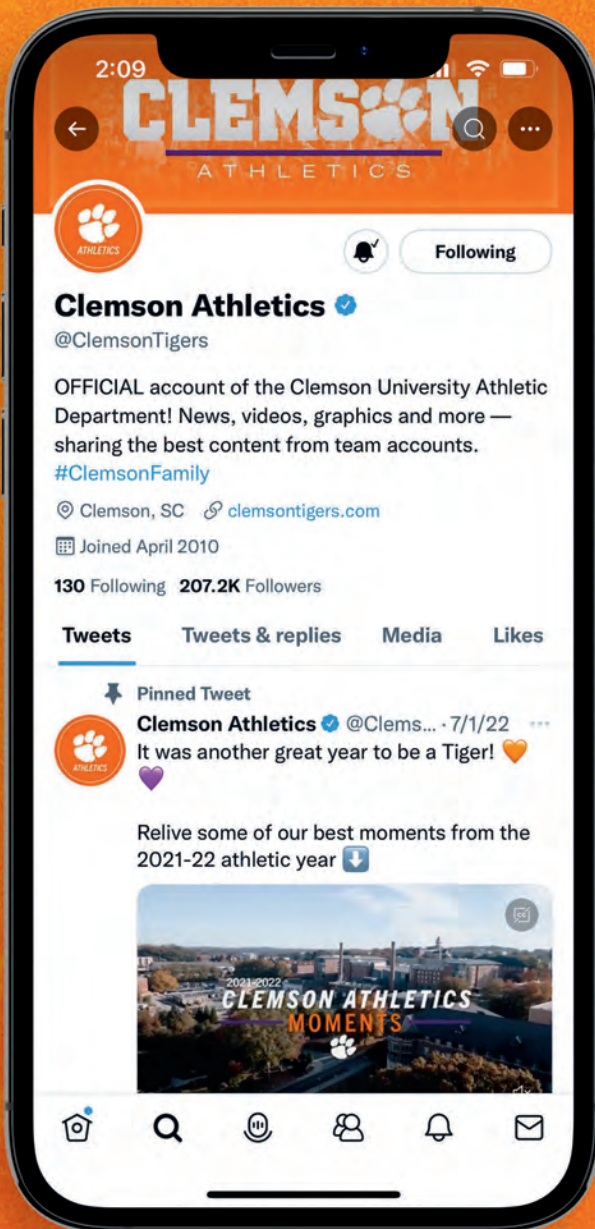 2:09
CLEMSON
ATHLETICS
ATHLETICS
Following
Clemson Athletics
@ClemsonTigers
OFFICIAL account of the Clemson University Athletic
Department! News, videos, graphics and more —
sharing the best content from team accounts.
#ClemsonFamily
Clemson, SC clemsontigers.com
Joined April 2010
130 Following 207.2K Followers
Tweets Tweets & replies Media Likes
Pinned Tweet
Clemson Athletics @Clems... · 7/1/22 ···
ATHLETICS
It was another great year to be a Tiger! 🧡
💜
Relive some of our best moments from the
2021-22 athletic year ⬇️
CC
2021-2022
CLEMSON ATHLETICS
MOMENTS